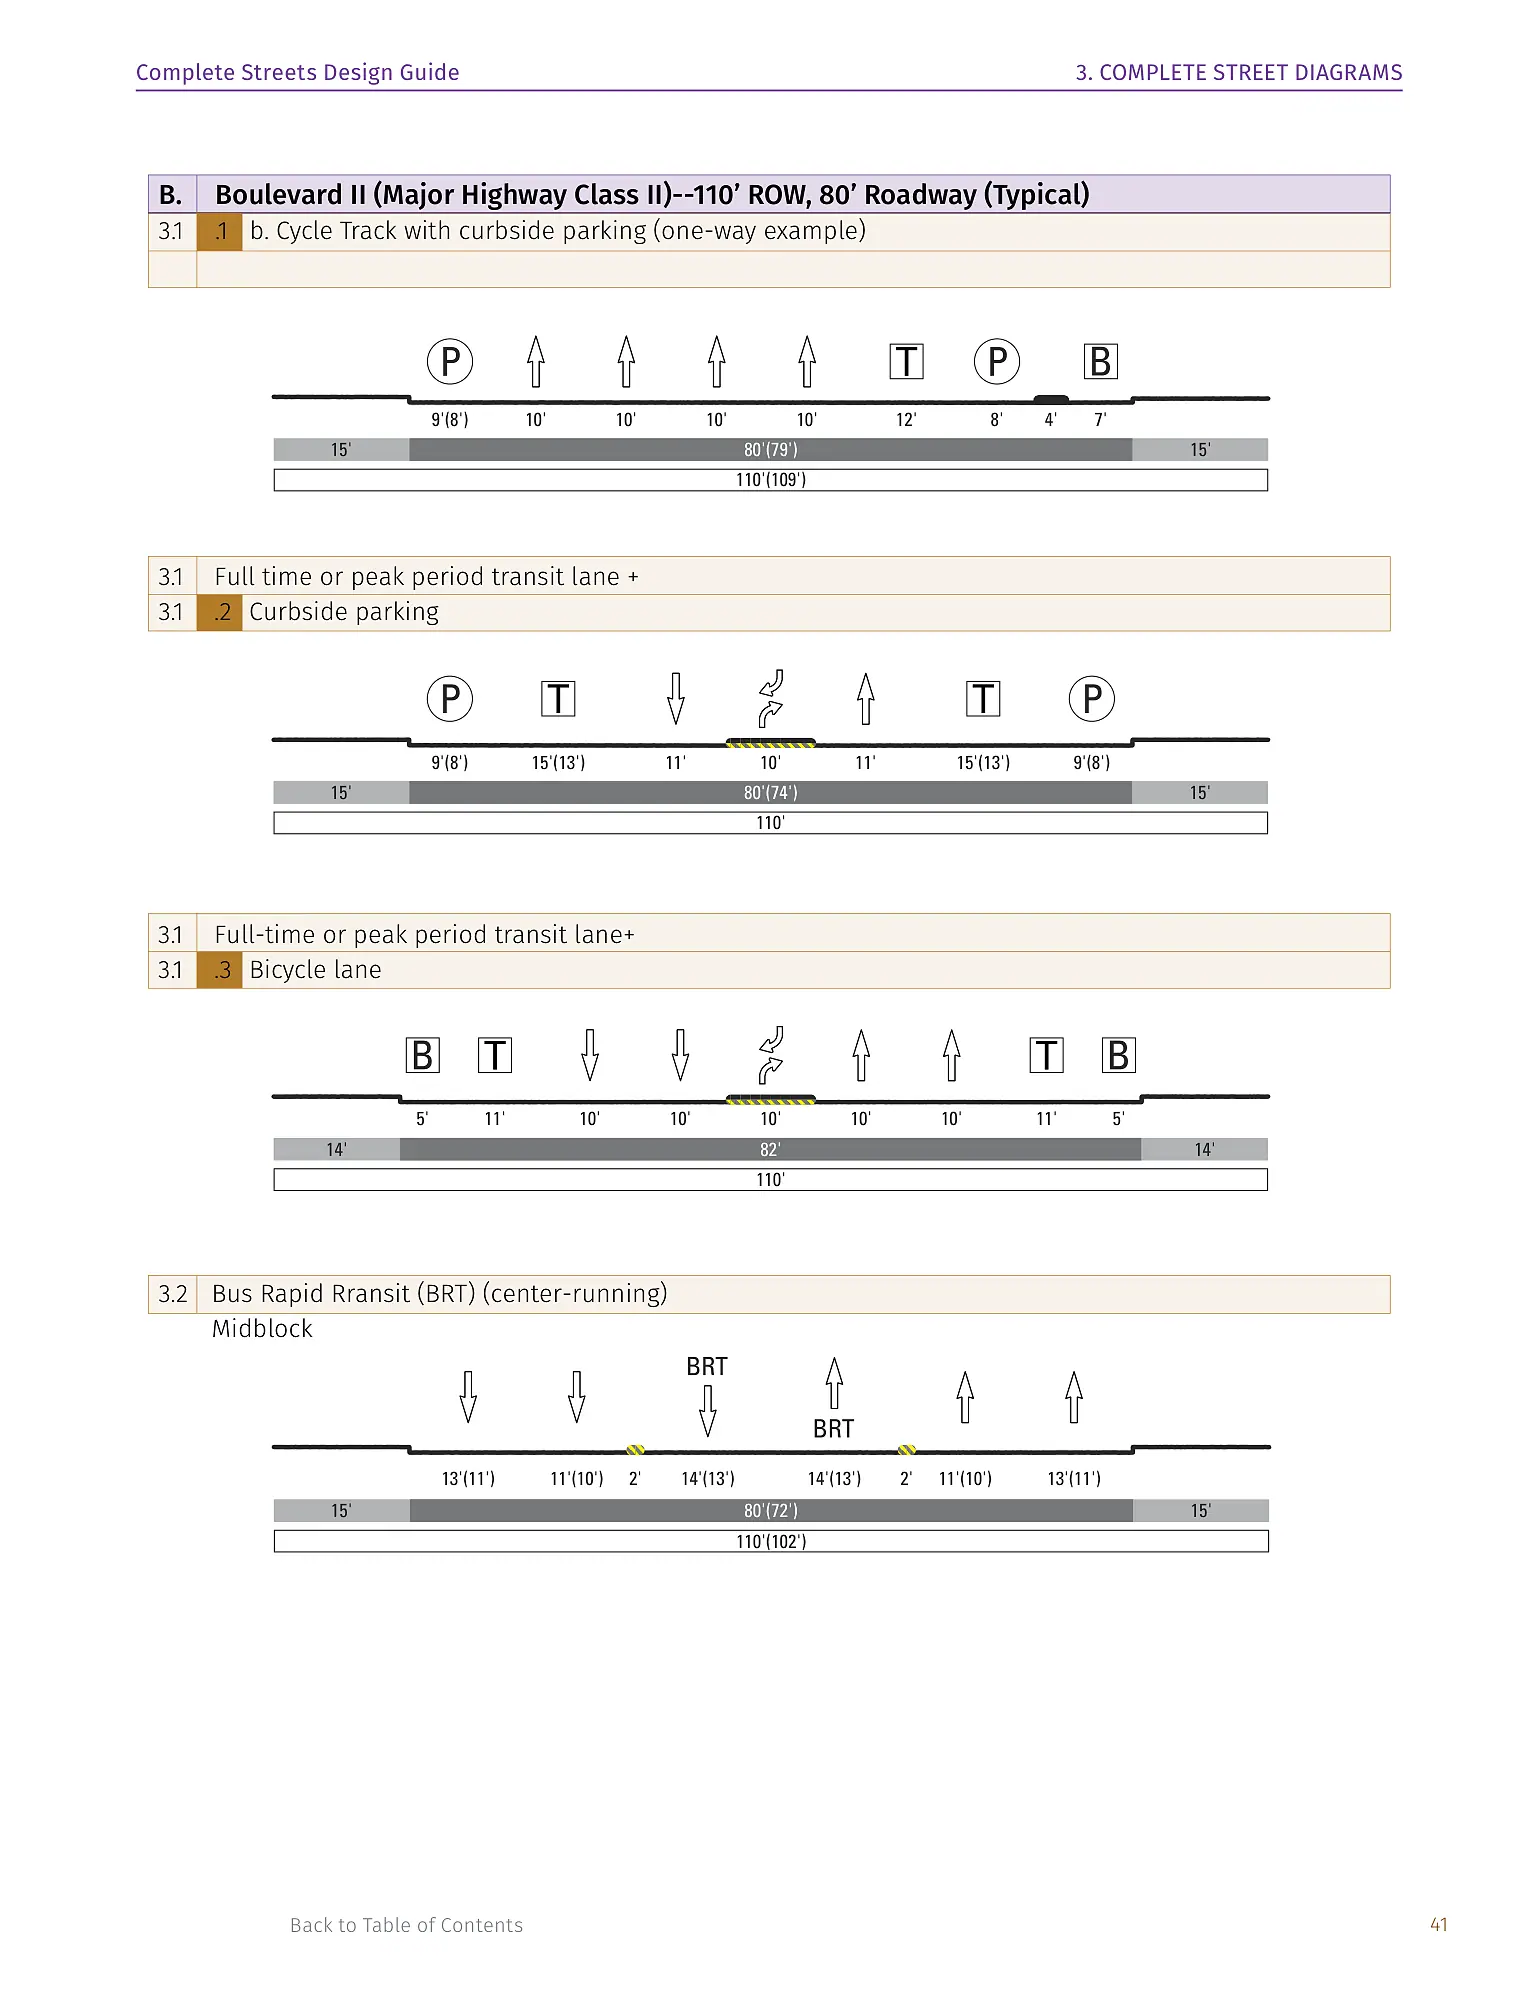 Complete Streets Design Guide 3. COMPLETE STREET DIAGRAMS
B. Boulevard II (Major Highway Class II)--110’ ROW, 80’ Roadway (Typical)
3.1 .1 b. Cycle Track with curbside parking (one-way example)
P T P B
9'(8') 10' 10' 10' 10' 12' 8' 4' 7'
15' 80'(79') 15'
110'(109')
3.1 Full time or peak period transit lane +
3.1 .2 Curbside parking
P T T P
9'(8') 15'(13') 11' 10' 11' 15'(13') 9'(8')
15' 80'(74') 15'
110'
3.1 Full-time or peak period transit lane+
3.1 .3 Bicycle lane
B T T B
5' 11' 10' 10' 10' 10' 10' 11' 5'
14' 82' 14'
110'
3.2 Bus Rapid Rransit (BRT) (center-running)
Midblock
BRT
BRT
13'(11') 11'(10') 2' 14'(13') 14'(13') 2' 11'(10') 13'(11')
15' 80'(72') 15'
110'(102')
Back to Table of Contents 41